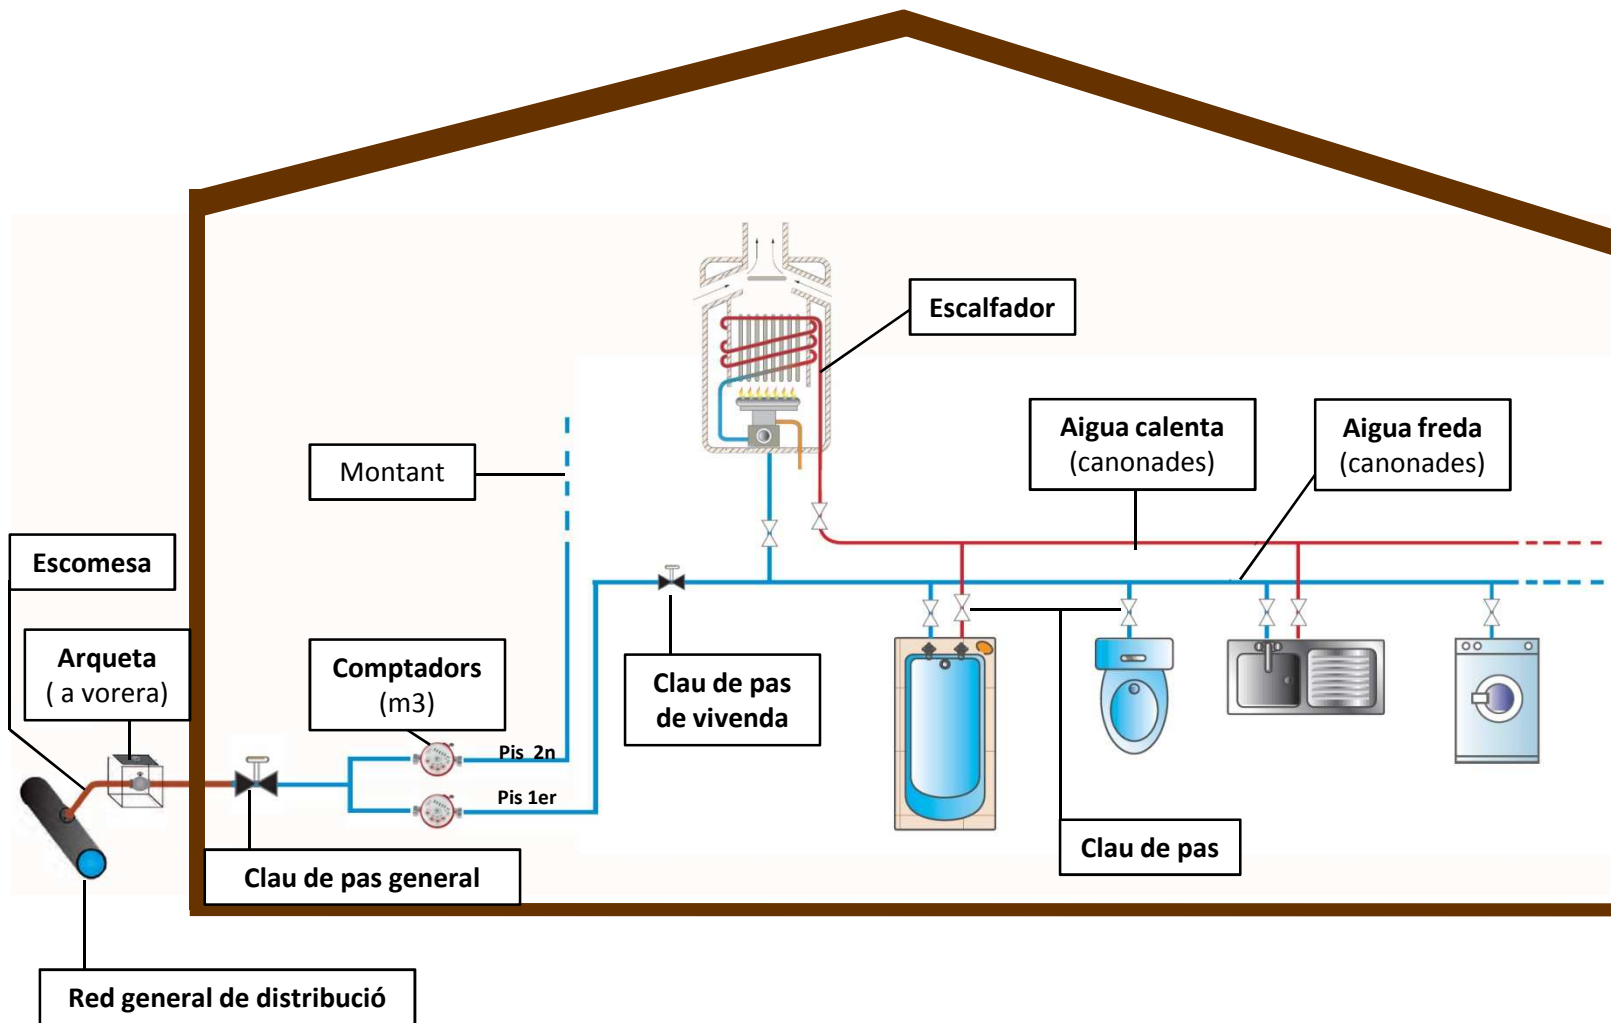 Escalfador
Aigua calenta
(canonades)
Aigua freda
(canonades)
Montant
Escomesa
Arqueta
( a vorera)
Comptadors
(m3)
Clau de pas
de vivenda
Pis 2n
Pis 1er
Clau de pas
Clau de pas general
Red general de distribució